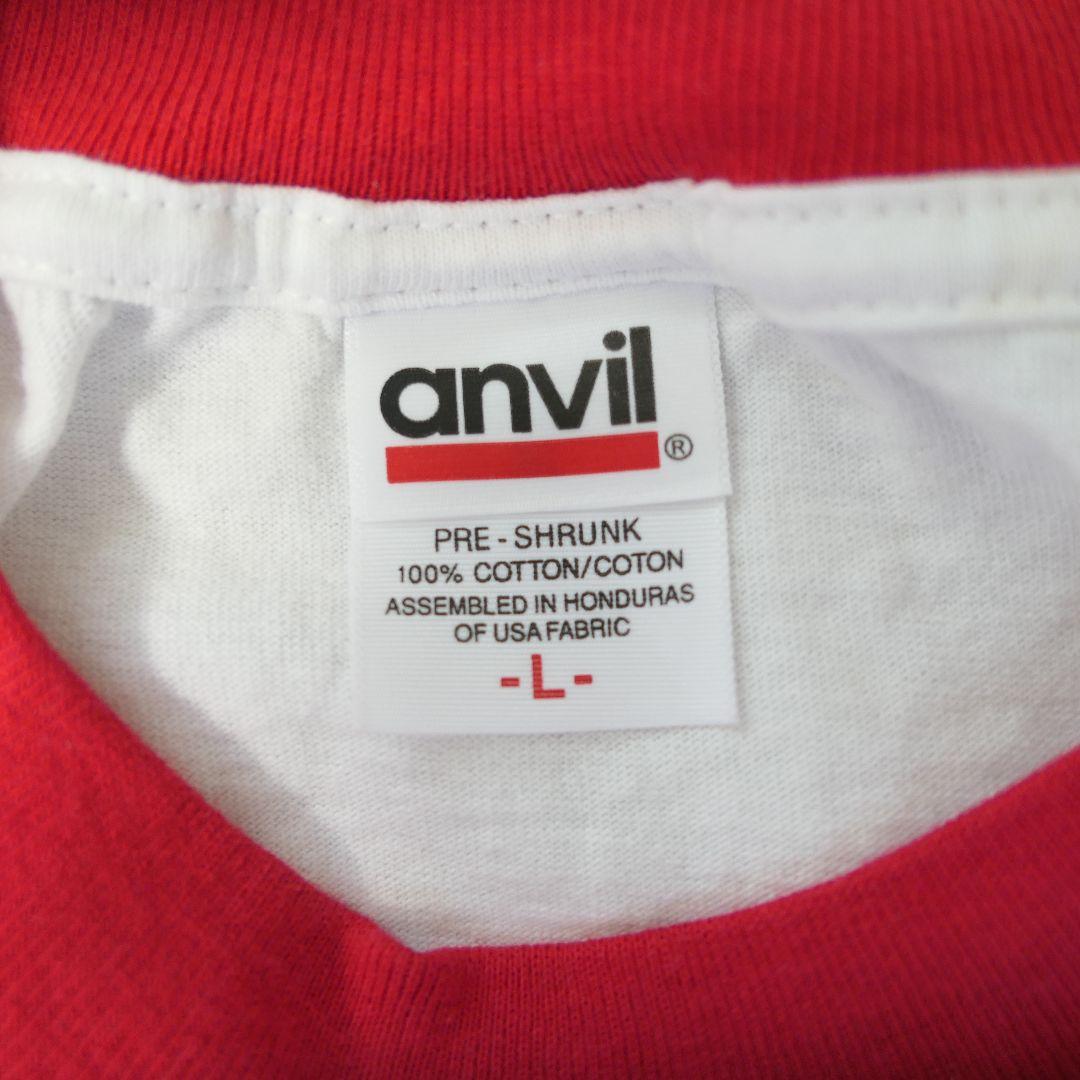 anvil
®
PRE - SHRUNK
100% COTTON/COTON
ASSEMBLED IN HONDURAS
OF USA FABRIC
- L -